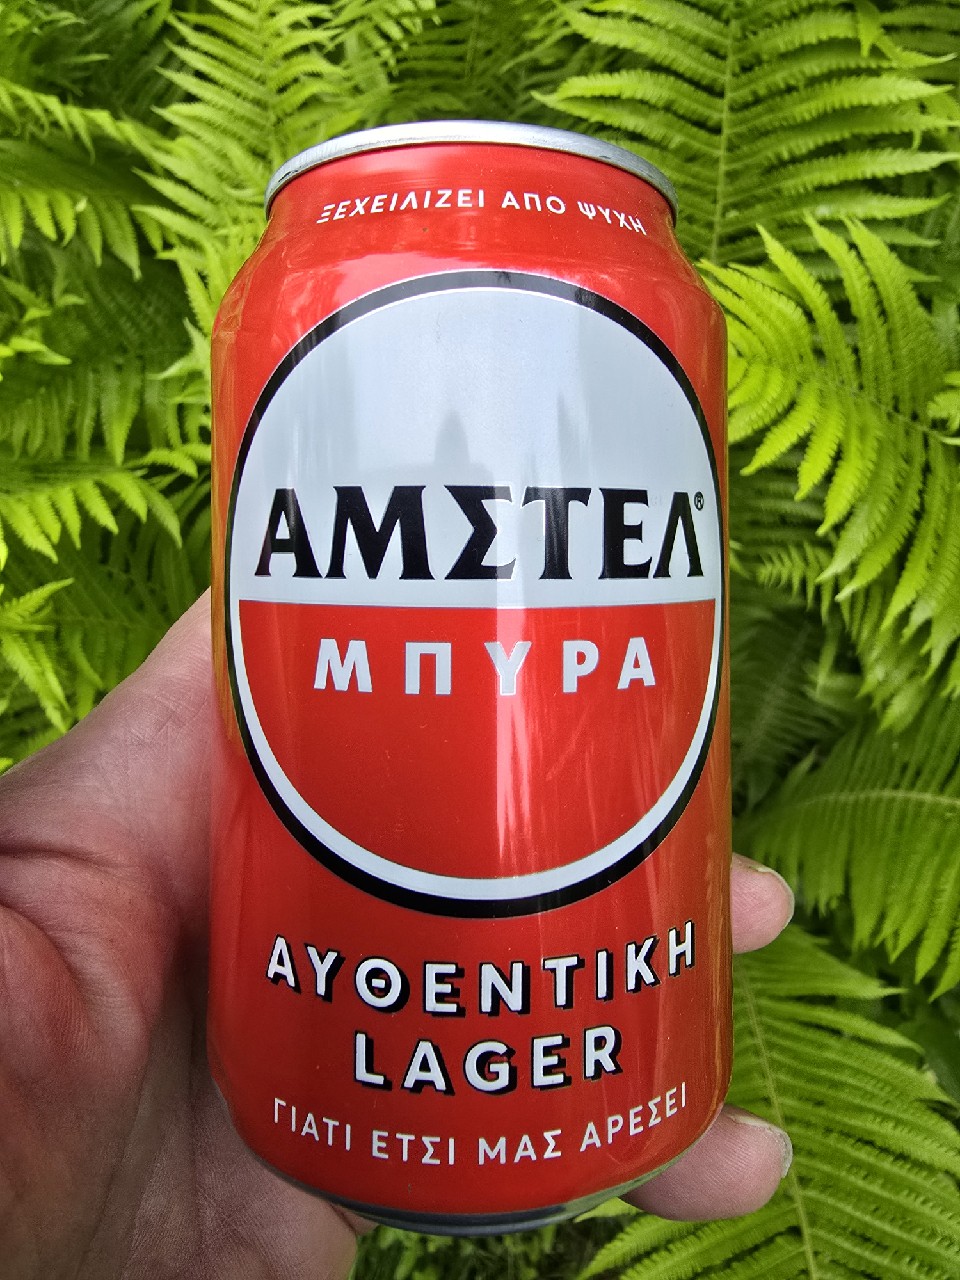 ΞΕΧΕΙΛΙΖΕΙ ΑΠΟ ΨΥΧΗ
ΑΜΣΤΕΛ®
ΜΠΥΡΑ
ΑΥΘΕΝΤΙΚΗ
LAGER
ΓΙΑΤΙ ΕΤΣΙ ΜΑΣ ΑΡΕΣΕΙ